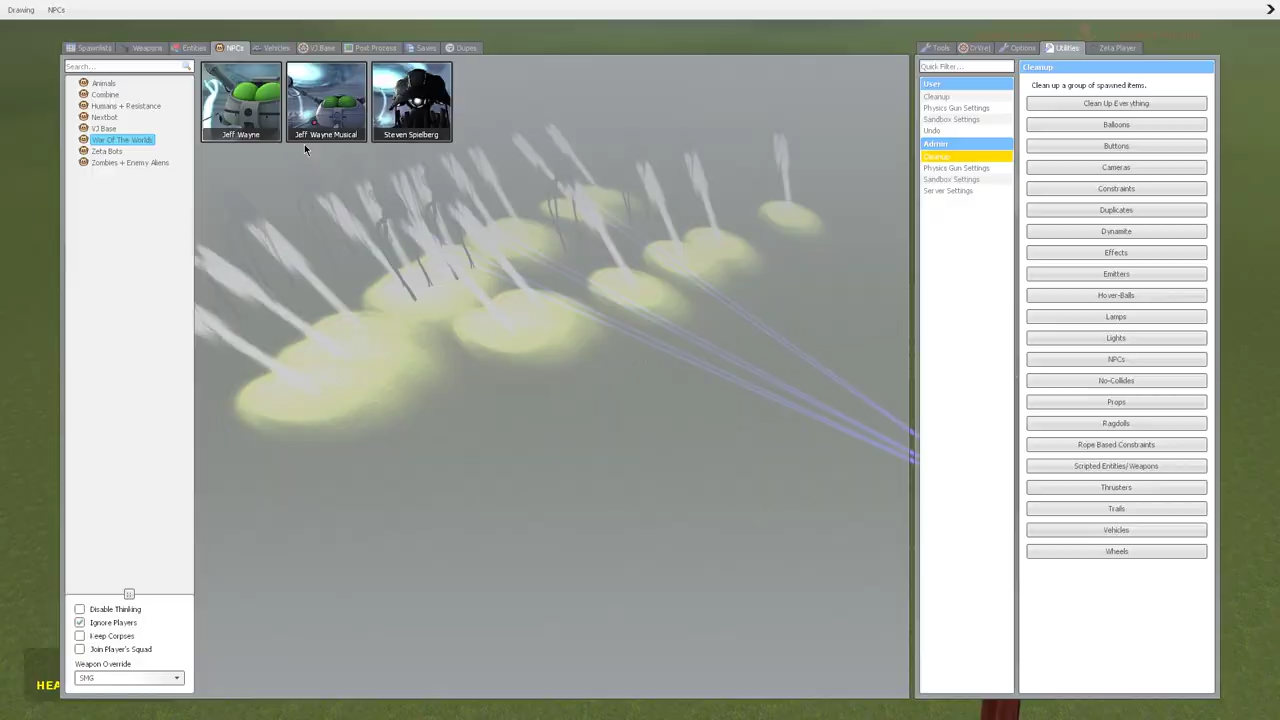 Drawing NPCs
Spawnlists Weapons Entities NPCs Vehicles VJ Base Post Process Saves Dupes
Tools DrVrej Options Utilities Zeta Player
Search...
Animals
Combine
Humans + Resistance
Nextbot
VJ Base
War Of The Worlds
Zeta Bots
Zombies + Enemy Aliens
Jeff Wayne Jeff Wayne Musical Steven Spielberg
Disable Thinking
Ignore Players
Keep Corpses
Join Player's Squad
Weapon Override
SMG
HEA
Quick Filter...
User
Cleanup
Physics Gun Settings
Sandbox Settings
Undo
Admin
Cleanup
Physics Gun Settings
Sandbox Settings
Server Settings
Cleanup
Clean up a group of spawned items.
Clean Up Everything
Balloons
Buttons
Cameras
Constraints
Duplicates
Dynamite
Effects
Emitters
Hover-Balls
Lamps
Lights
NPCs
No-Collides
Props
Ragdolls
Rope Based Constraints
Scripted Entities/Weapons
Thrusters
Trails
Vehicles
Wheels